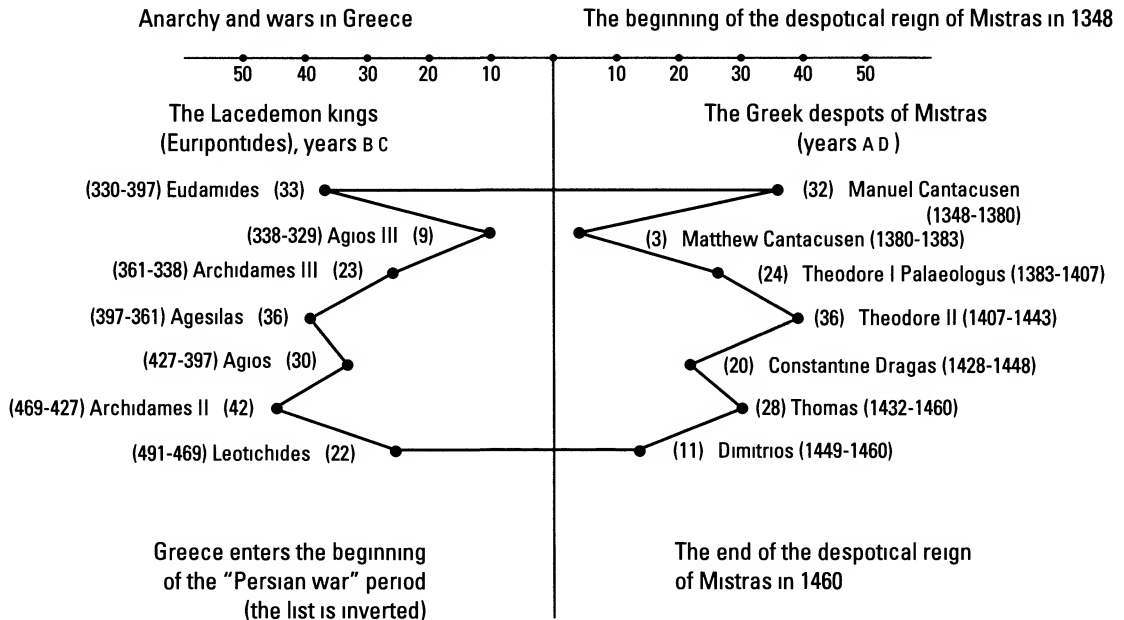 Anarchy and wars in Greece
The beginning of the despotical reign of Mistras in 1348
50 40 30 20 10 10 20 30 40 50
The Lacedemon kings
(Euripontides), years B C
The Greek despots of Mistras
(years A D )
(330-397) Eudamides (33)
(32) Manuel Cantacusen
(1348-1380)
(338-329) Agios III (9)
(3) Matthew Cantacusen (1380-1383)
(361-338) Archidames III (23)
(24) Theodore I Palaeologus (1383-1407)
(397-361) Agesilas (36)
(36) Theodore II (1407-1443)
(427-397) Agios (30)
(20) Constantine Dragas (1428-1448)
(469-427) Archidames II (42)
(28) Thomas (1432-1460)
(491-469) Leotichides (22)
(11) Dimitrios (1449-1460)
Greece enters the beginning
of the “Persian war” period
(the list is inverted)
The end of the despotical reign
of Mistras in 1460